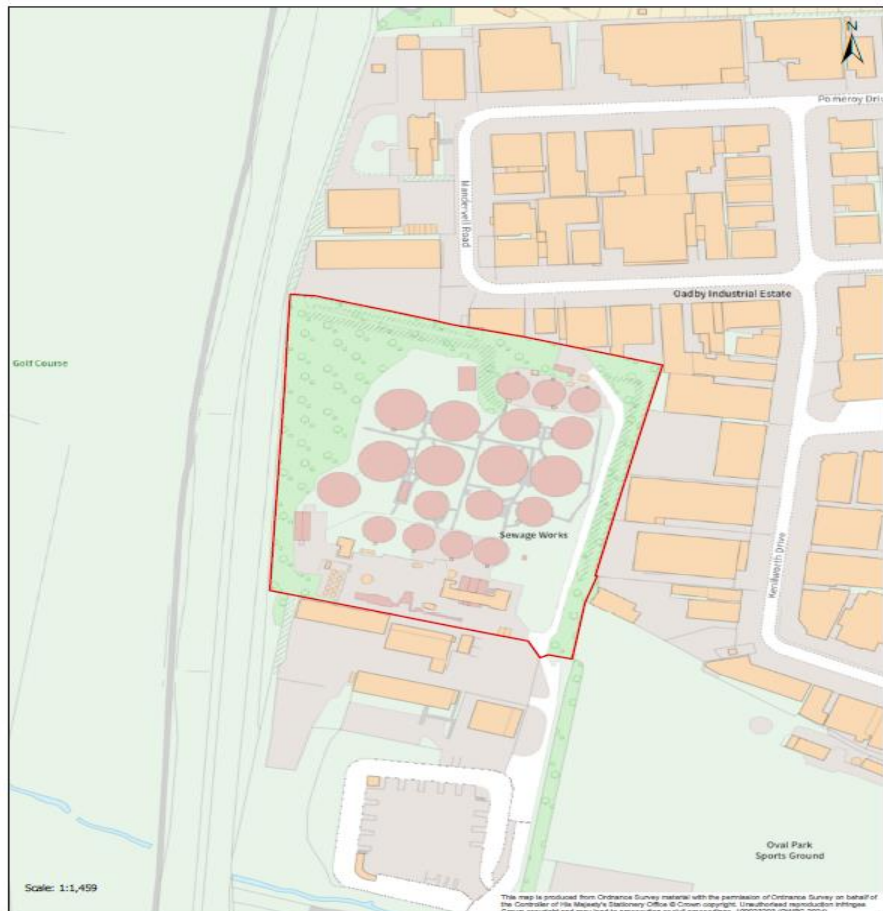 N
Pomeroy Driv
Mandervell Road
Oadby Industrial Estate
Golf Course
Sewage Works
Kenilworth Drive
Oval Park
Sports Ground
Scale: 1:1,459
This map is produced from Ordnance Survey material with the permission of Ordnance Survey on behalf of
the Controller of His Majesty's Stationery Office © Crown copyright. Unauthorised reproduction infringes